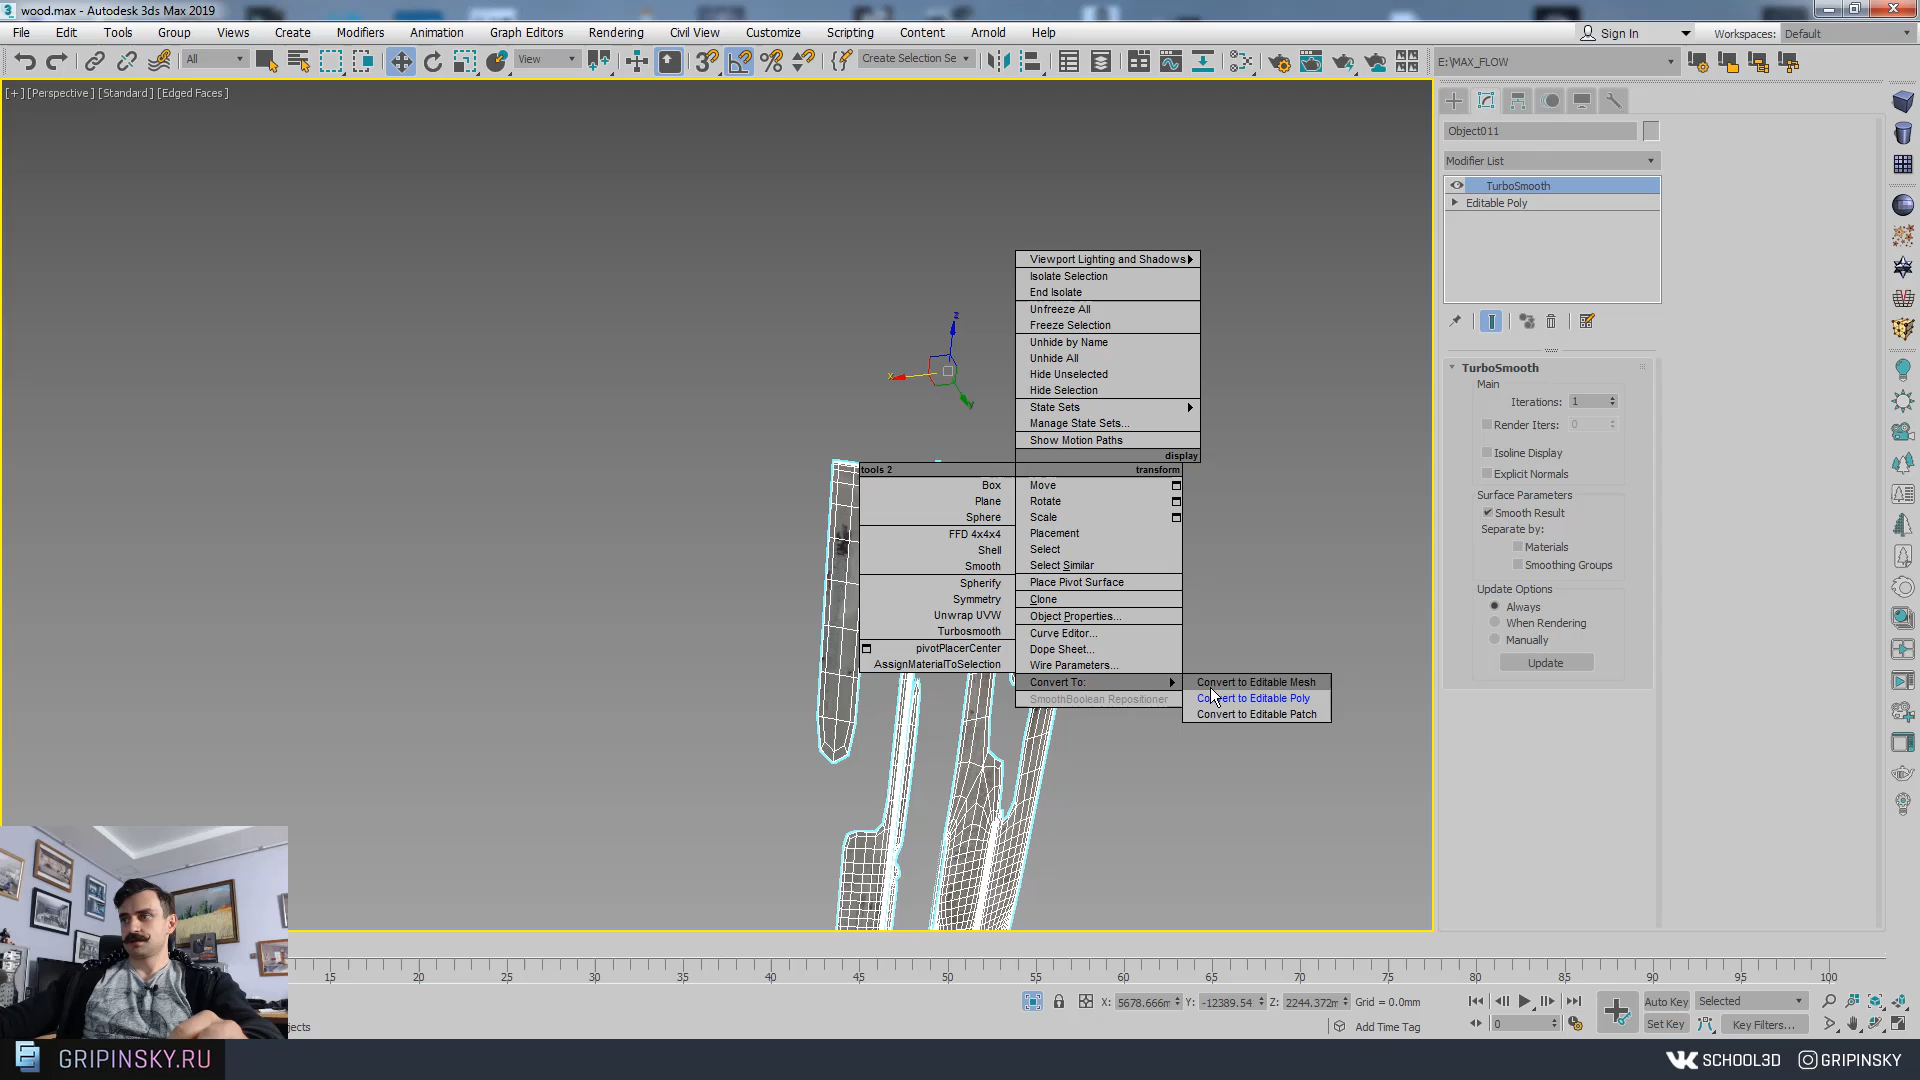 wood.max - Autodesk 3ds Max 2019
File Edit Tools Group Views Create Modifiers Animation Graph Editors Rendering Civil View Customize Scripting Content Arnold Help
Sign In Workspaces: Default
All View Create Selection Se E:\MAX_FLOW
[+] [Perspective] [Standard] [Edged Faces]
Object011
Modifier List
TurboSmooth
Editable Poly
TurboSmooth
Main
Iterations: 1
Render Iters: 0
Isoline Display
Explicit Normals
Surface Parameters
Smooth Result
Separate by:
Materials
Smoothing Groups
Update Options
Always
When Rendering
Manually
Update
Viewport Lighting and Shadows
Isolate Selection
End Isolate
Unfreeze All
Freeze Selection
Unhide by Name
Unhide All
Hide Unselected
Hide Selection
State Sets
Manage State Sets...
Show Motion Paths
display
tools 2
transform
Box
Plane
Sphere
FFD 4x4x4
Shell
Smooth
Spherify
Symmetry
Unwrap UVW
Turbosmooth
pivotPlacerCenter
AssignMaterialToSelection
Move
Rotate
Scale
Placement
Select
Select Similar
Place Pivot Surface
Clone
Object Properties...
Curve Editor...
Dope Sheet...
Wire Parameters...
Convert To:
SmoothBoolean Repositioner
Convert to Editable Mesh
Convert to Editable Poly
Convert to Editable Patch
x
y
z
15 20 25 30 35 40 45 50 55 60 65 70 75 80 85 90 95 100
X: 5678.666m Y: -12389.54 Z: 2244.372m Grid = 0.0mm
Auto Key Selected
jects
Add Time Tag
0
Set Key Key Filters...
GRIPINSKY.RU
SCHOOL3D
GRIPINSKY